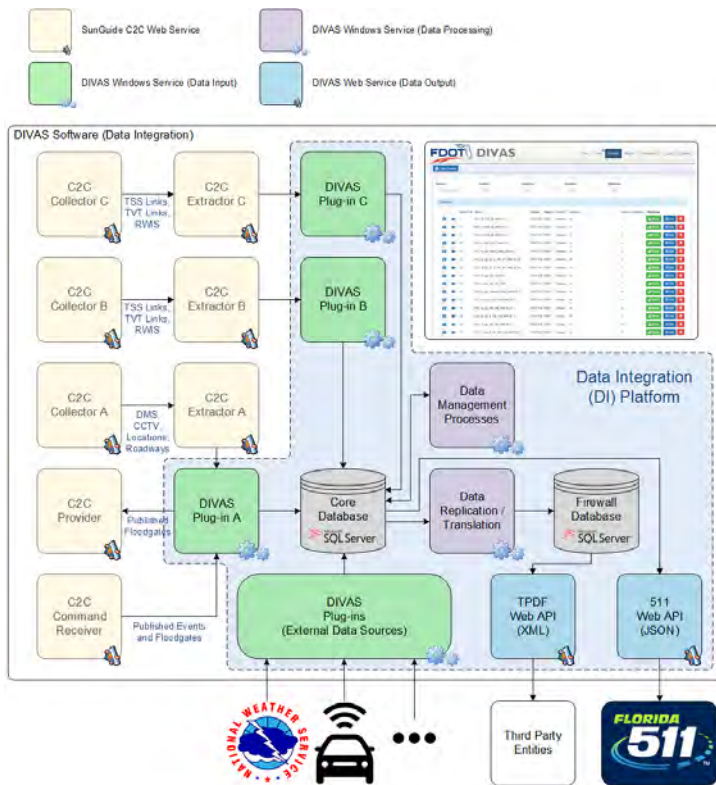 SunGuide C2C Web Service
DIVAS Windows Service (Data Processing)
DIVAS Windows Service (Data Input)
DIVAS Web Service (Data Output)
DIVAS Software (Data Integration)
FDOT DIVAS
C2C
Collector C
TSS Links,
TVT Links,
RWIS
C2C
Extractor C
DIVAS
Plug-in C
C2C
Collector B
TSS Links,
TVT Links,
RWIS
C2C
Extractor B
DIVAS
Plug-in B
Data Integration
(DI) Platform
C2C
Collector A
DMS,
CCTV,
Locations,
Roadways
C2C
Extractor A
Data
Management
Processes
C2C
Provider
Published
Floodgates
DIVAS
Plug-in A
Core
Database
SQL Server
Data
Replication /
Translation
Firewall
Database
SQL Server
C2C
Command
Receiver
Published Events
and Floodgates
DIVAS
Plug-ins
(External Data Sources)
TPDF
Web API
(XML)
511
Web API
(JSON)
NATIONAL WEATHER SERVICE
Third Party
Entities
FLORIDA
511
TM